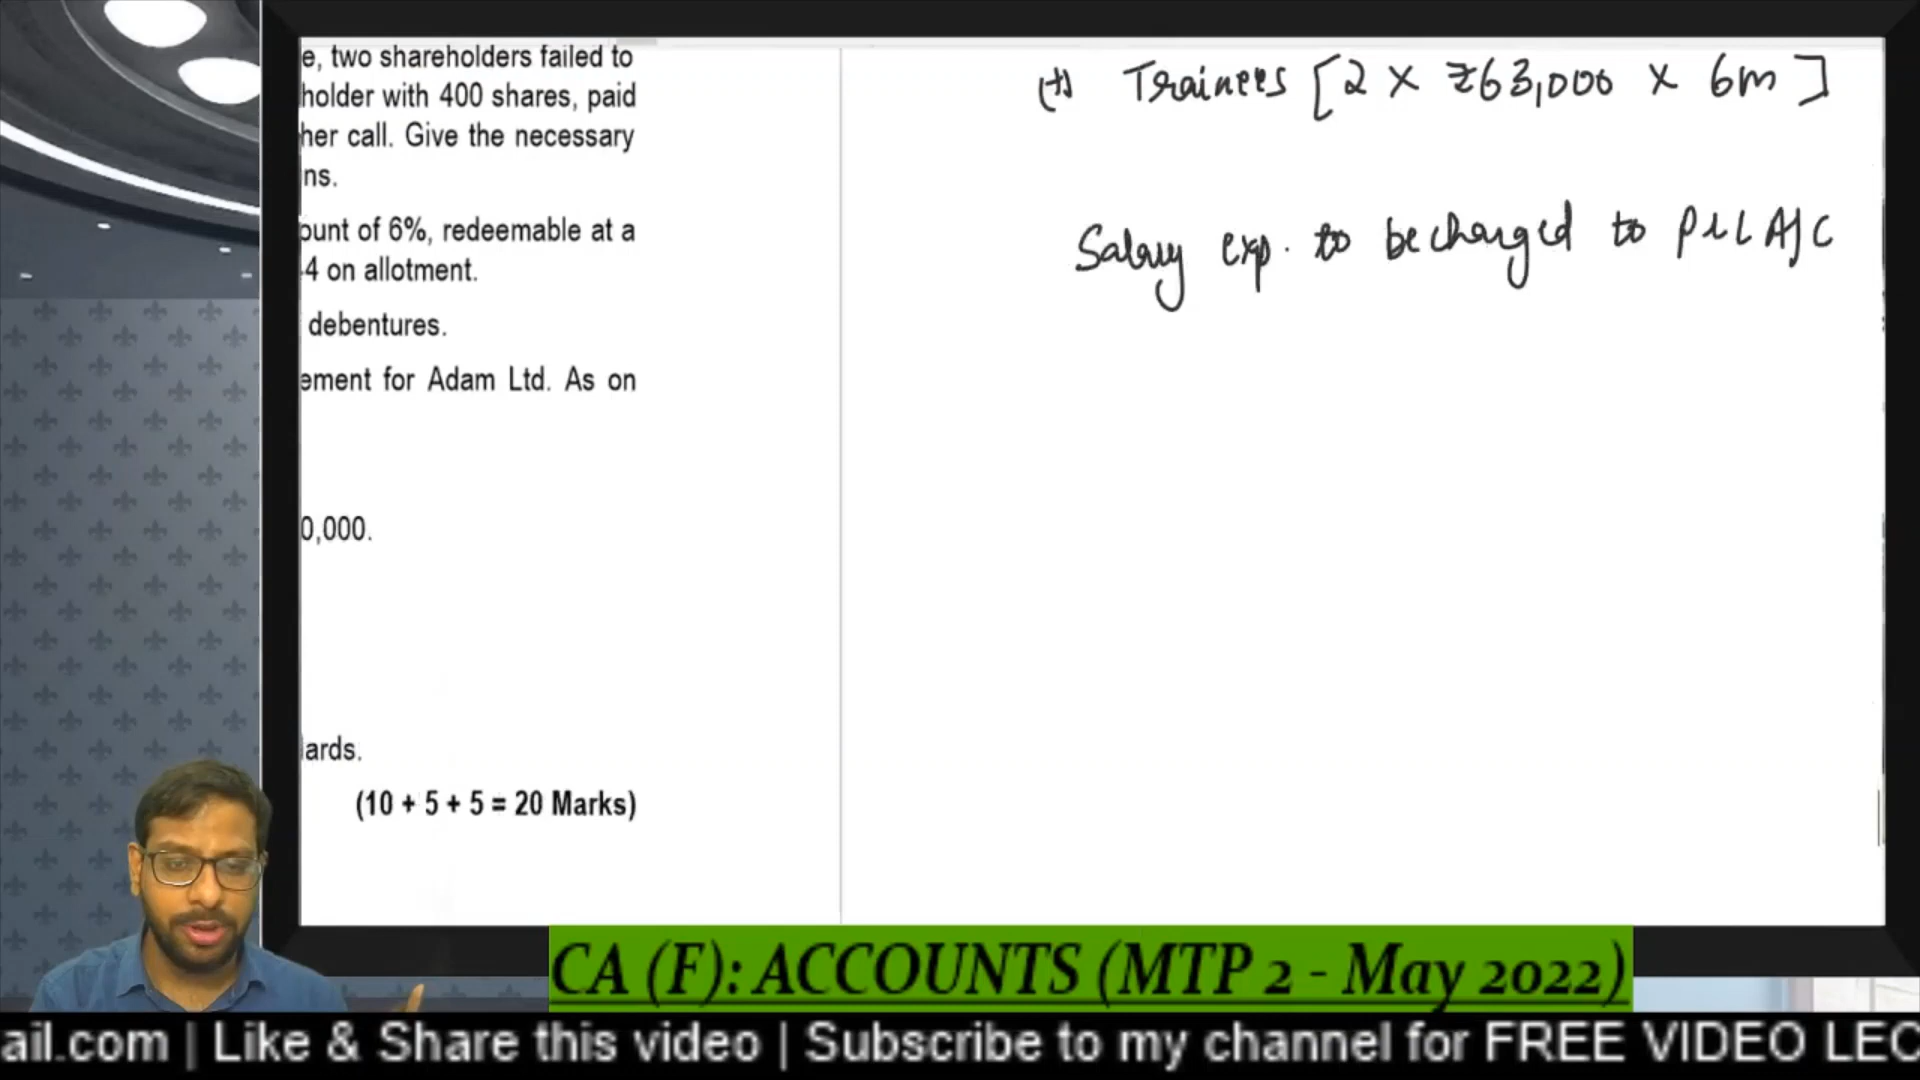 e, two shareholders failed to
holder with 400 shares, paid
her call. Give the necessary
ns.
ount of 6%, redeemable at a
4 on allotment.
debentures.
ement for Adam Ltd. As on
0,000.
ards.
(10 + 5 + 5 = 20 Marks)
(+) Trainees [2 X ₹63,000 X 6m]
Salary exp. to be charged to P&L A/C
CA (F): ACCOUNTS (MTP 2 - May 2022)
ail.com | Like & Share this video | Subscribe to my channel for FREE VIDEO LEC